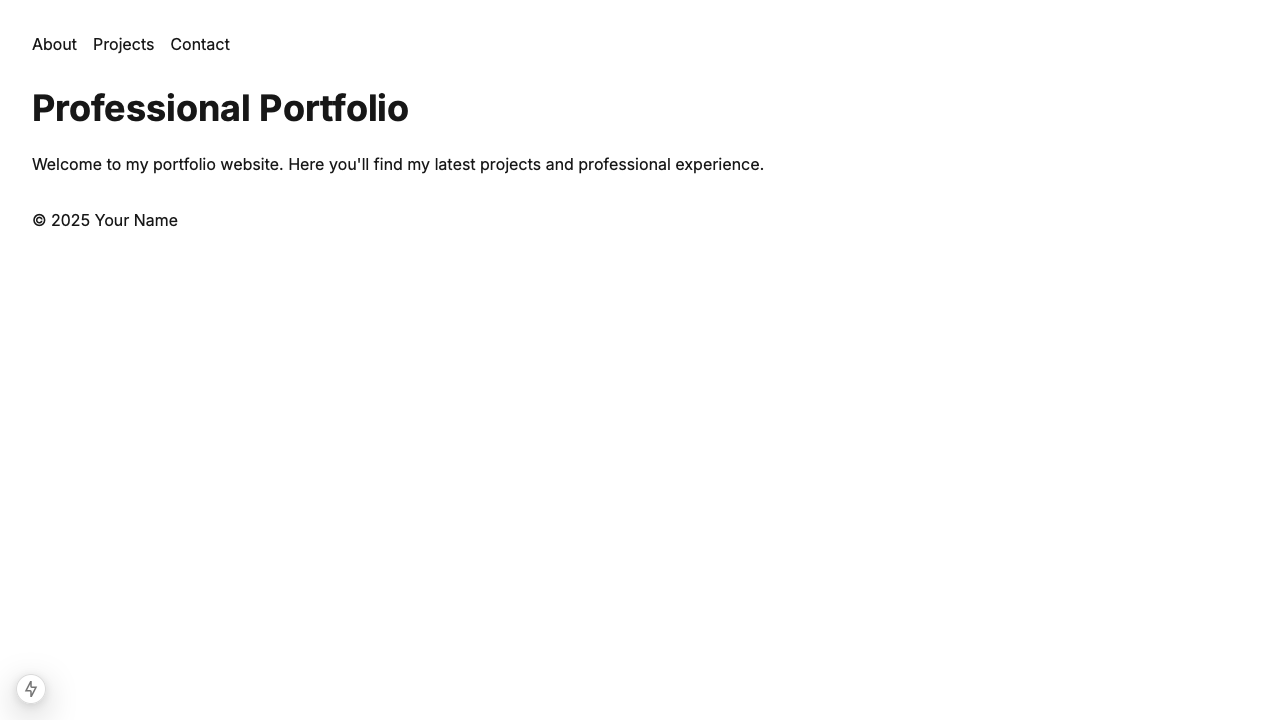 About Projects Contact
Professional Portfolio
Welcome to my portfolio website. Here you'll find my latest projects and professional experience.
© 2025 Your Name